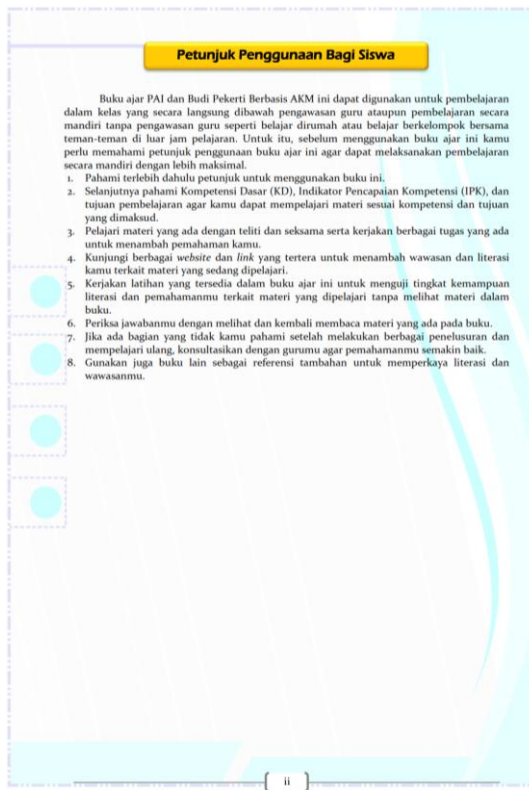 Petunjuk Penggunaan Bagi Siswa
Buku ajar PAI dan Budi Pekerti Berbasis AKM ini dapat digunakan untuk pembelajaran
dalam kelas yang secara langsung dibawah pengawasan guru ataupun pembelajaran secara
mandiri tanpa pengawasan guru seperti belajar dirumah atau belajar berkelompok bersama
teman-teman di luar jam pelajaran. Untuk itu, sebelum menggunakan buku ajar ini kamu
perlu memahami petunjuk penggunaan buku ajar ini agar dapat melaksanakan pembelajaran
secara mandiri dengan lebih maksimal.
1. Pahami terlebih dahulu petunjuk untuk menggunakan buku ini.
2. Selanjutnya pahami Kompetensi Dasar (KD), Indikator Pencapaian Kompetensi (IPK), dan
tujuan pembelajaran agar kamu dapat mempelajari materi sesuai kompetensi dan tujuan
yang dimaksud.
3. Pelajari materi yang ada dengan teliti dan seksama serta kerjakan berbagai tugas yang ada
untuk menambah pemahaman kamu.
4. Kunjungi berbagai website dan link yang tertera untuk menambah wawasan dan literasi
kamu terkait materi yang sedang dipelajari.
5. Kerjakan latihan yang tersedia dalam buku ajar ini untuk menguji tingkat kemampuan
literasi dan pemahamanmu terkait materi yang dipelajari tanpa melihat materi dalam
buku.
6. Periksa jawabanmu dengan melihat dan kembali membaca materi yang ada pada buku.
7. Jika ada bagian yang tidak kamu pahami setelah melakukan berbagai penelusuran dan
mempelajari ulang, konsultasikan dengan gurumu agar pemahamanmu semakin baik.
8. Gunakan juga buku lain sebagai referensi tambahan untuk memperkaya literasi dan
wawasanmu.
ii